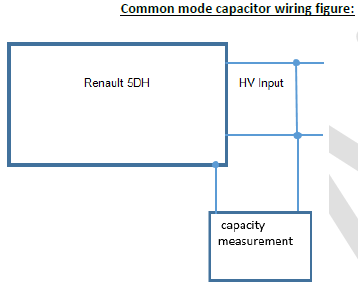 Common mode capacitor wiring figure:
Renault 5DH
HV Input
capacity
measurement